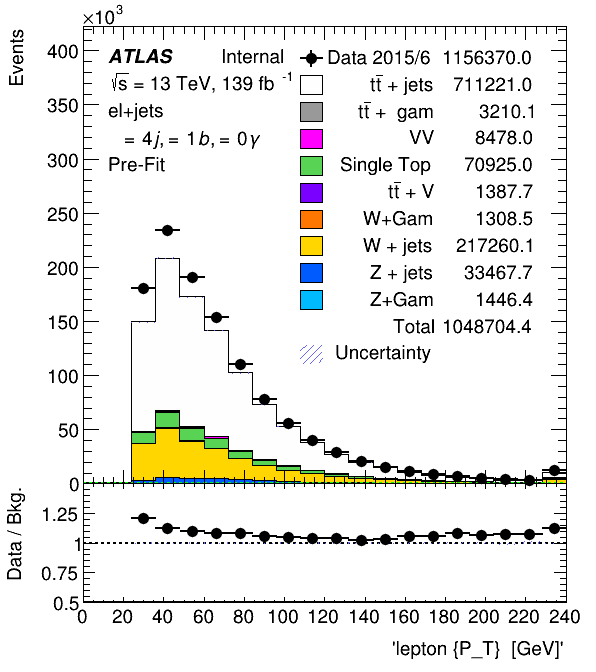 ×10³
Events
400
350
300
250
200
150
100
50
0
ATLAS Internal
√s = 13 TeV, 139 fb⁻¹
el+jets
= 4j, = 1b, = 0γ
Pre-Fit
Data 2015/6 1156370.0
tt̄ + jets 711221.0
tt̄ + gam 3210.1
VV 8478.0
Single Top 70925.0
tt̄ + V 1387.7
W+Gam 1308.5
W + jets 217260.1
Z + jets 33467.7
Z+Gam 1446.4
Total 1048704.4
Uncertainty
Data / Bkg.
1.25
1
0.75
0.5
0 20 40 60 80 100 120 140 160 180 200 220 240
'lepton {P_T} [GeV]'